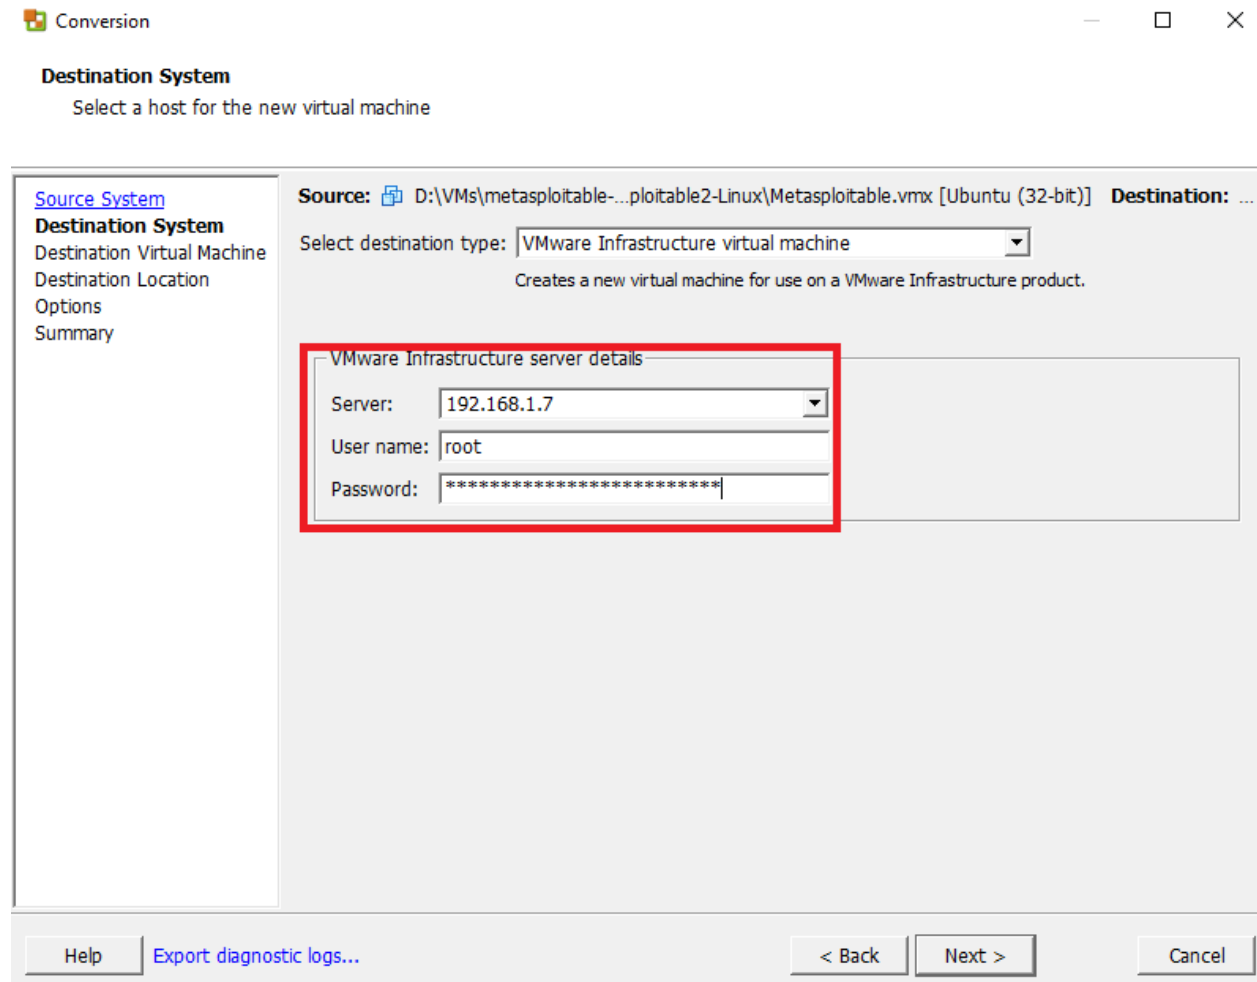 Conversion
Destination System
Select a host for the new virtual machine
Source System
Destination System
Destination Virtual Machine
Destination Location
Options
Summary
Source: D:\VMs\metasploitable-...ploitable2-Linux\Metasploitable.vmx [Ubuntu (32-bit)] Destination: ...
Select destination type: VMware Infrastructure virtual machine
Creates a new virtual machine for use on a VMware Infrastructure product.
VMware Infrastructure server details
Server: 192.168.1.7
User name: root
Password: *************************
Help Export diagnostic logs... < Back Next > Cancel